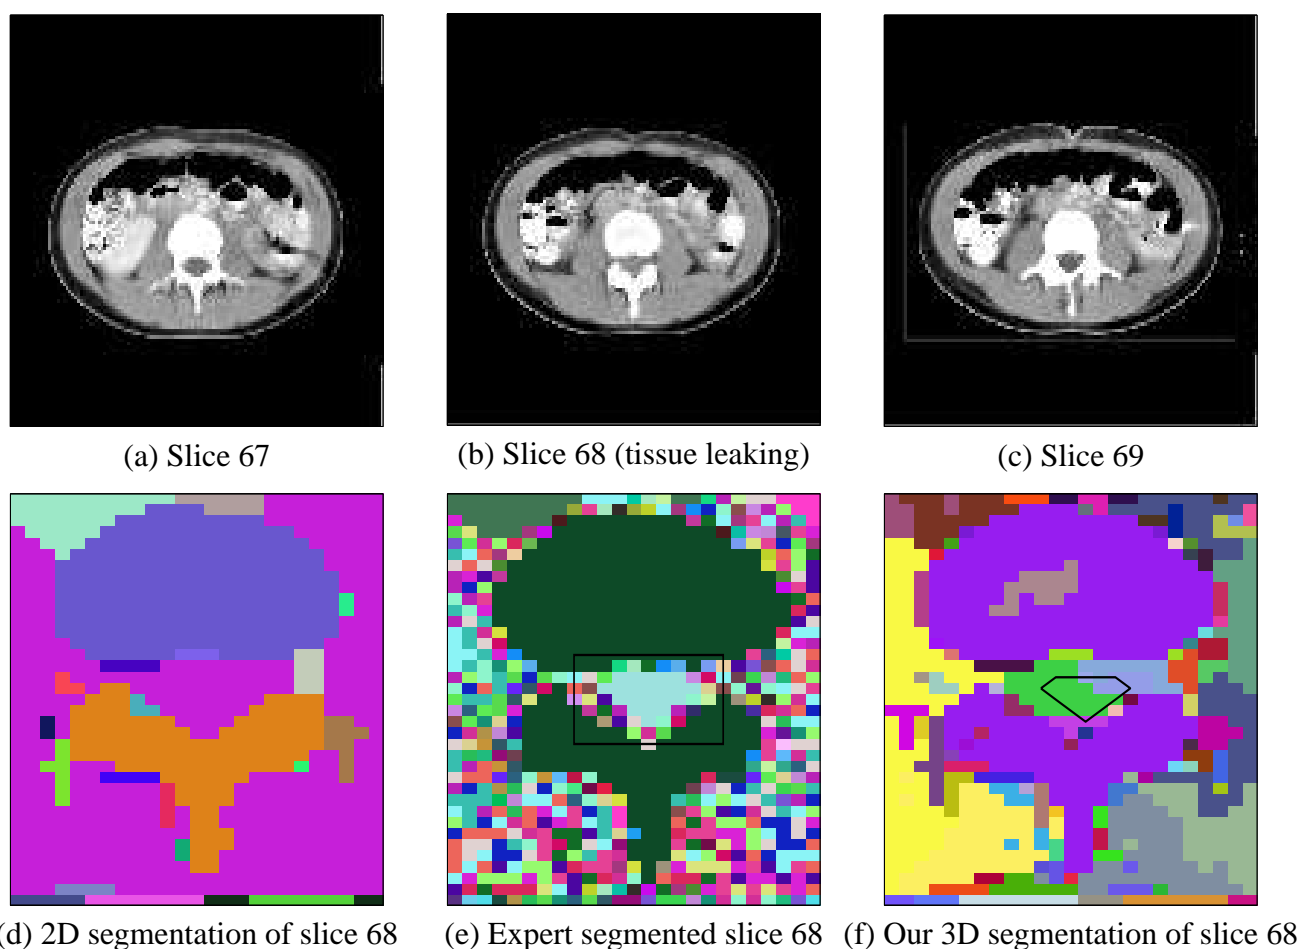 (a) Slice 67
(b) Slice 68 (tissue leaking)
(c) Slice 69
(d) 2D segmentation of slice 68
(e) Expert segmented slice 68
(f) Our 3D segmentation of slice 68